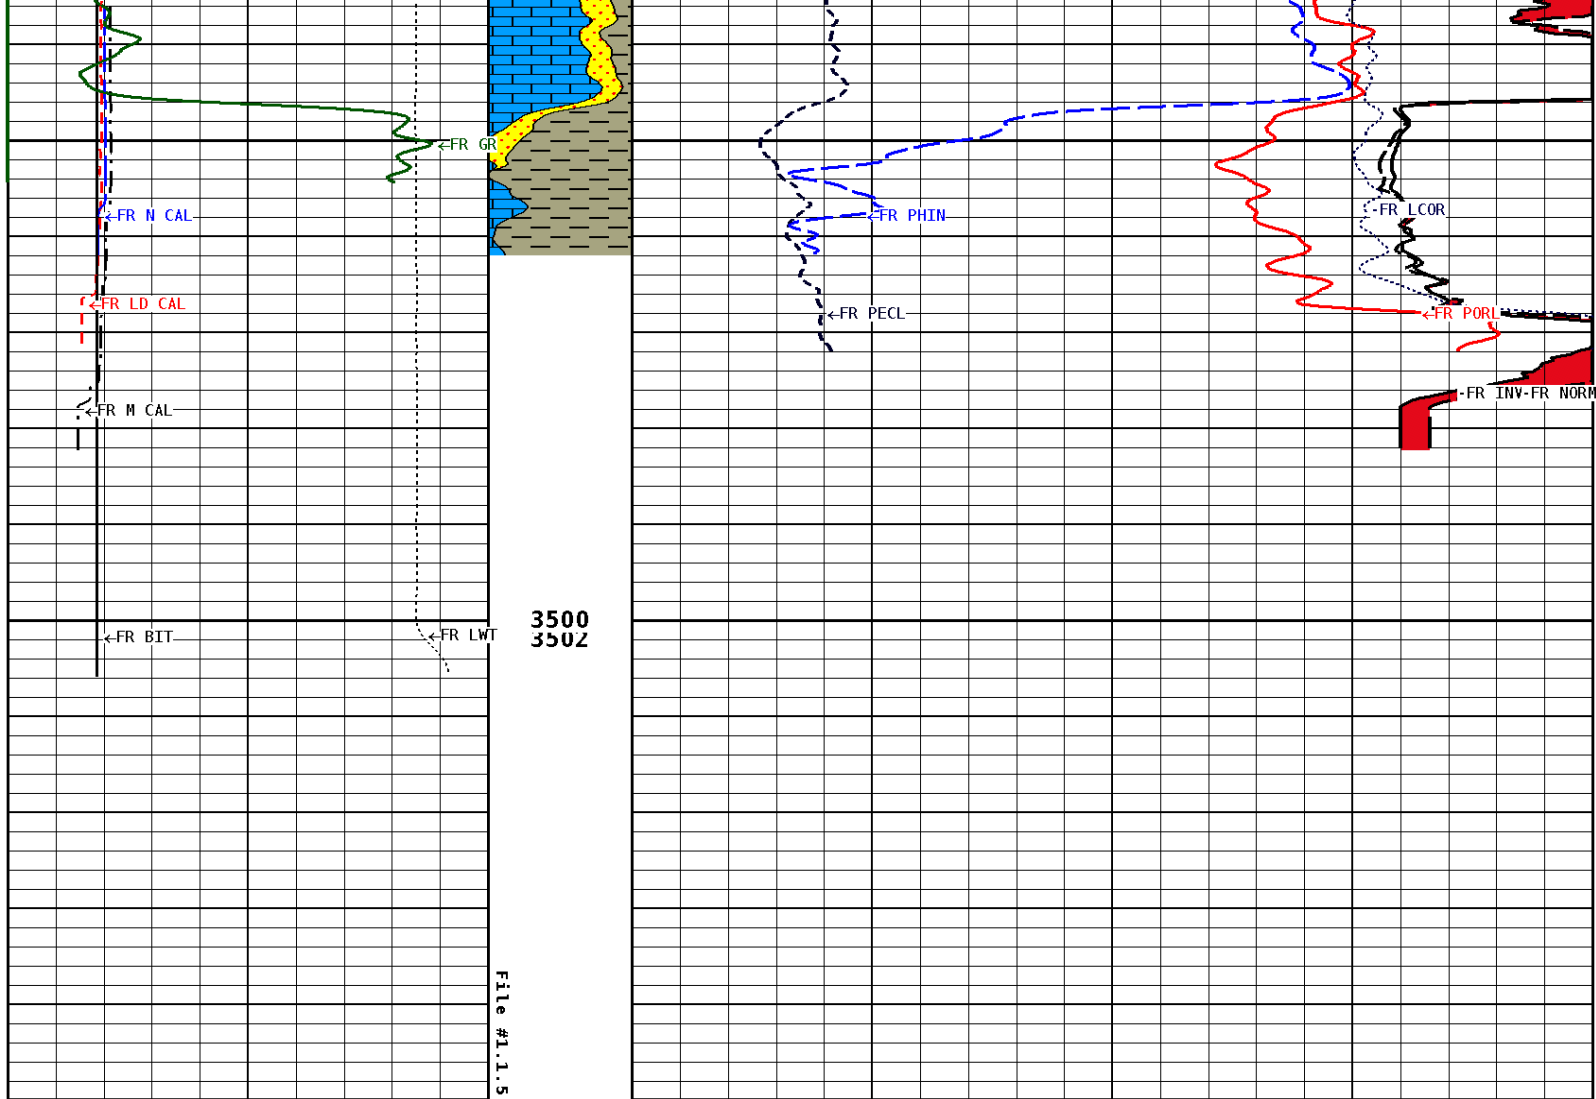 ←FR GR
←FR N CAL
←FR PHIN
-FR LCOR
←FR LD CAL
←FR PECL
←FR PORL
←FR M CAL
-FR INV-FR NORM
3500
←FR BIT
←FR LWT
3502
File #1.1.5